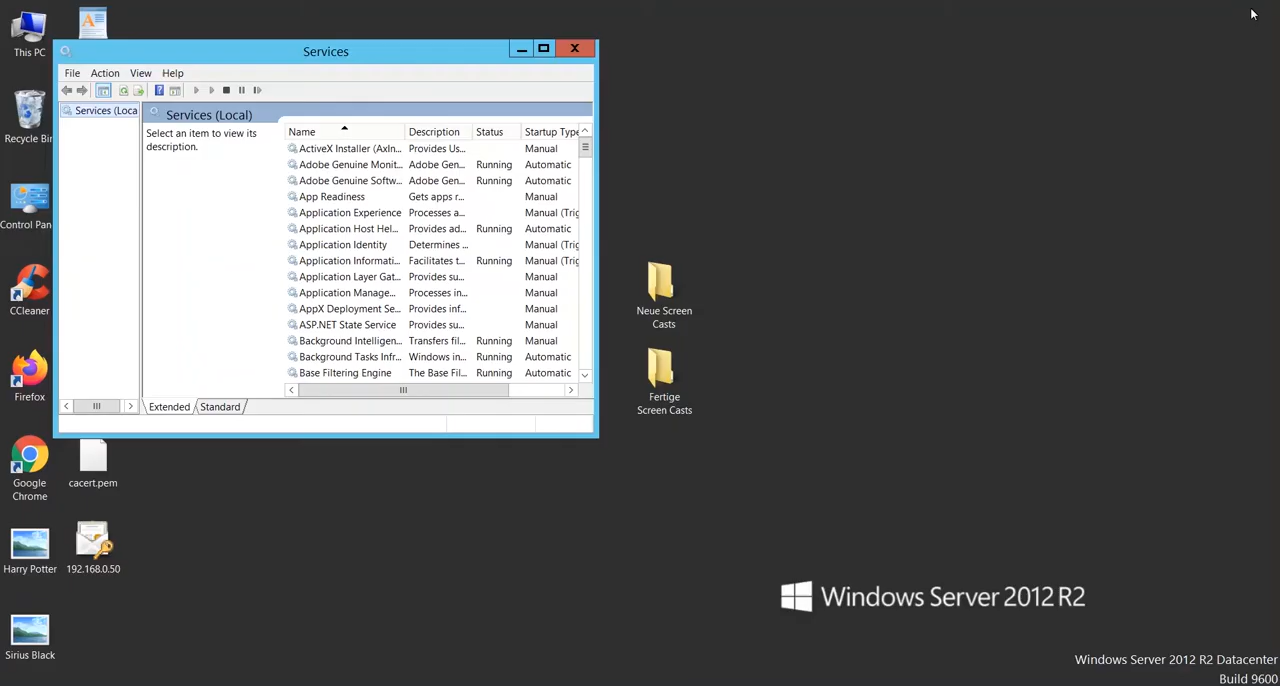 This PC
Recycle Bin
Control Pan
CCleaner
Firefox
Google
Chrome
Harry Potter
Sirius Black
cacert.pem
192.168.0.50
Services
File Action View Help
Services (Loca
Services (Local)
Select an item to view its
description.
Name Description Status Startup Type
ActiveX Installer (AxIn... Provides Us... Manual
Adobe Genuine Monit... Adobe Gen... Running Automatic
Adobe Genuine Softw... Adobe Gen... Running Automatic
App Readiness Gets apps r... Manual
Application Experience Processes a... Manual (Trig
Application Host Hel... Provides ad... Running Automatic
Application Identity Determines ... Manual (Trig
Application Informati... Facilitates t... Running Manual (Trig
Application Layer Gat... Provides su... Manual
Application Manage... Processes in... Manual
AppX Deployment Se... Provides inf... Manual
ASP.NET State Service Provides su... Manual
Background Intelligen... Transfers fil... Running Manual
Background Tasks Infr... Windows in... Running Automatic
Base Filtering Engine The Base Fil... Running Automatic
Extended Standard
Neue Screen
Casts
Fertige
Screen Casts
Windows Server 2012 R2
Windows Server 2012 R2 Datacenter
Build 9600